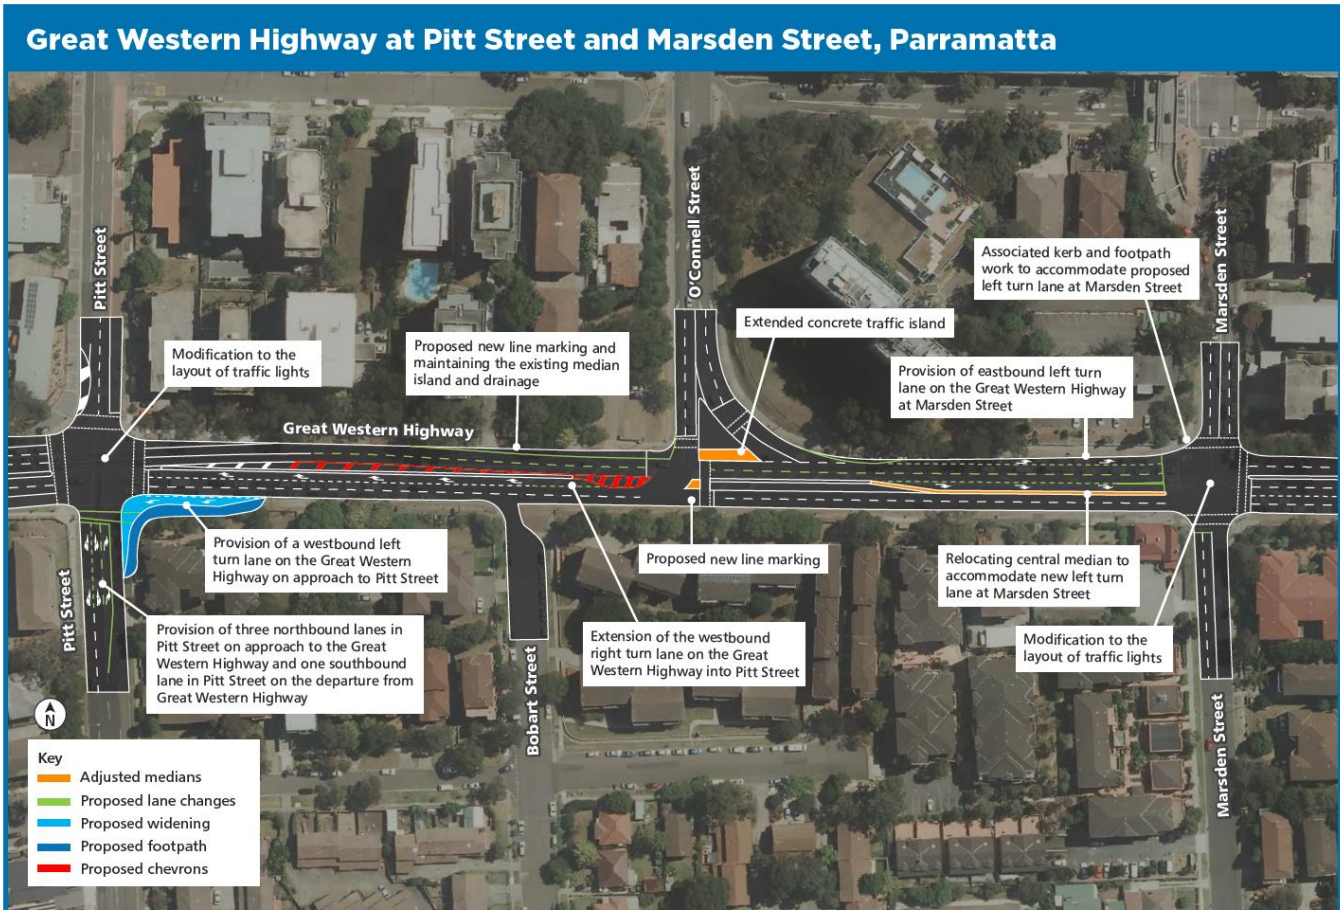 Great Western Highway at Pitt Street and Marsden Street, Parramatta
Pitt Street
O'Connell Street
Marsden Street
Associated kerb and footpath
work to accommodate proposed
left turn lane at Marsden Street
Extended concrete traffic island
Modification to the
layout of traffic lights
Proposed new line marking and
maintaining the existing median
island and drainage
Provision of eastbound left turn
lane on the Great Western Highway
at Marsden Street
Great Western Highway
Provision of a westbound left
turn lane on the Great Western
Highway on approach to Pitt Street
Proposed new line marking
Relocating central median to
accommodate new left turn
lane at Marsden Street
Pitt Street
Provision of three northbound lanes in
Pitt Street on approach to the Great
Western Highway and one southbound
lane in Pitt Street on the departure from
Great Western Highway
Extension of the westbound
right turn lane on the Great
Western Highway into Pitt Street
Modification to the
layout of traffic lights
Bobart Street
Marsden Street
N
Key
Adjusted medians
Proposed lane changes
Proposed widening
Proposed footpath
Proposed chevrons